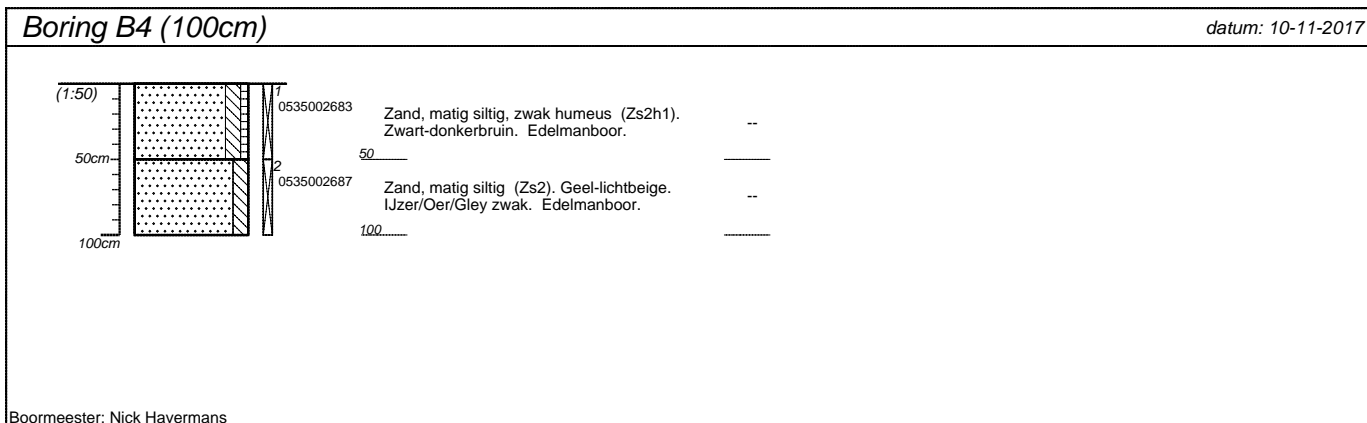 Boring B4 (100cm)
datum: 10-11-2017
(1:50)
1
0535002683
Zand, matig siltig, zwak humeus (Zs2h1).
Zwart-donkerbruin. Edelmanboor.
--
50cm
50
2
0535002687
Zand, matig siltig (Zs2). Geel-lichtbeige.
IJzer/Oer/Gley zwak. Edelmanboor.
--
100cm
100
Boormeester: Nick Havermans